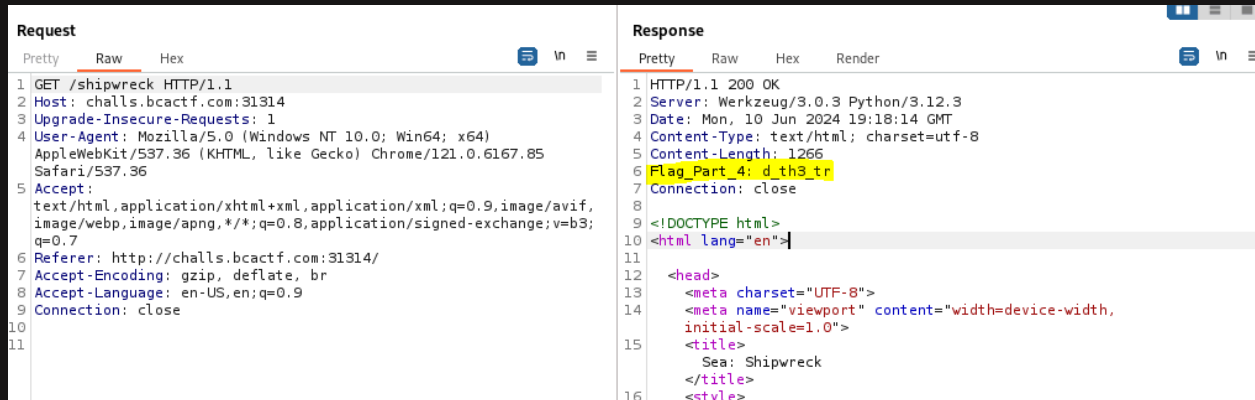 Request
Pretty Raw Hex
\n
1 GET /shipwreck HTTP/1.1
2 Host: challs.bcactf.com:31314
3 Upgrade-Insecure-Requests: 1
4 User-Agent: Mozilla/5.0 (Windows NT 10.0; Win64; x64)
AppleWebKit/537.36 (KHTML, like Gecko) Chrome/121.0.6167.85
Safari/537.36
5 Accept:
text/html,application/xhtml+xml,application/xml;q=0.9,image/avif,
image/webp,image/apng,*/*;q=0.8,application/signed-exchange;v=b3;
q=0.7
6 Referer: http://challs.bcactf.com:31314/
7 Accept-Encoding: gzip, deflate, br
8 Accept-Language: en-US,en;q=0.9
9 Connection: close
10
11
Response
Pretty Raw Hex Render
\n
1 HTTP/1.1 200 OK
2 Server: Werkzeug/3.0.3 Python/3.12.3
3 Date: Mon, 10 Jun 2024 19:18:14 GMT
4 Content-Type: text/html; charset=utf-8
5 Content-Length: 1266
6 Flag_Part_4: d_th3_tr
7 Connection: close
8
9 <!DOCTYPE html>
10 <html lang="en">
11
12 <head>
13 <meta charset="UTF-8">
14 <meta name="viewport" content="width=device-width,
initial-scale=1.0">
15 <title>
Sea: Shipwreck
</title>
16 <style>